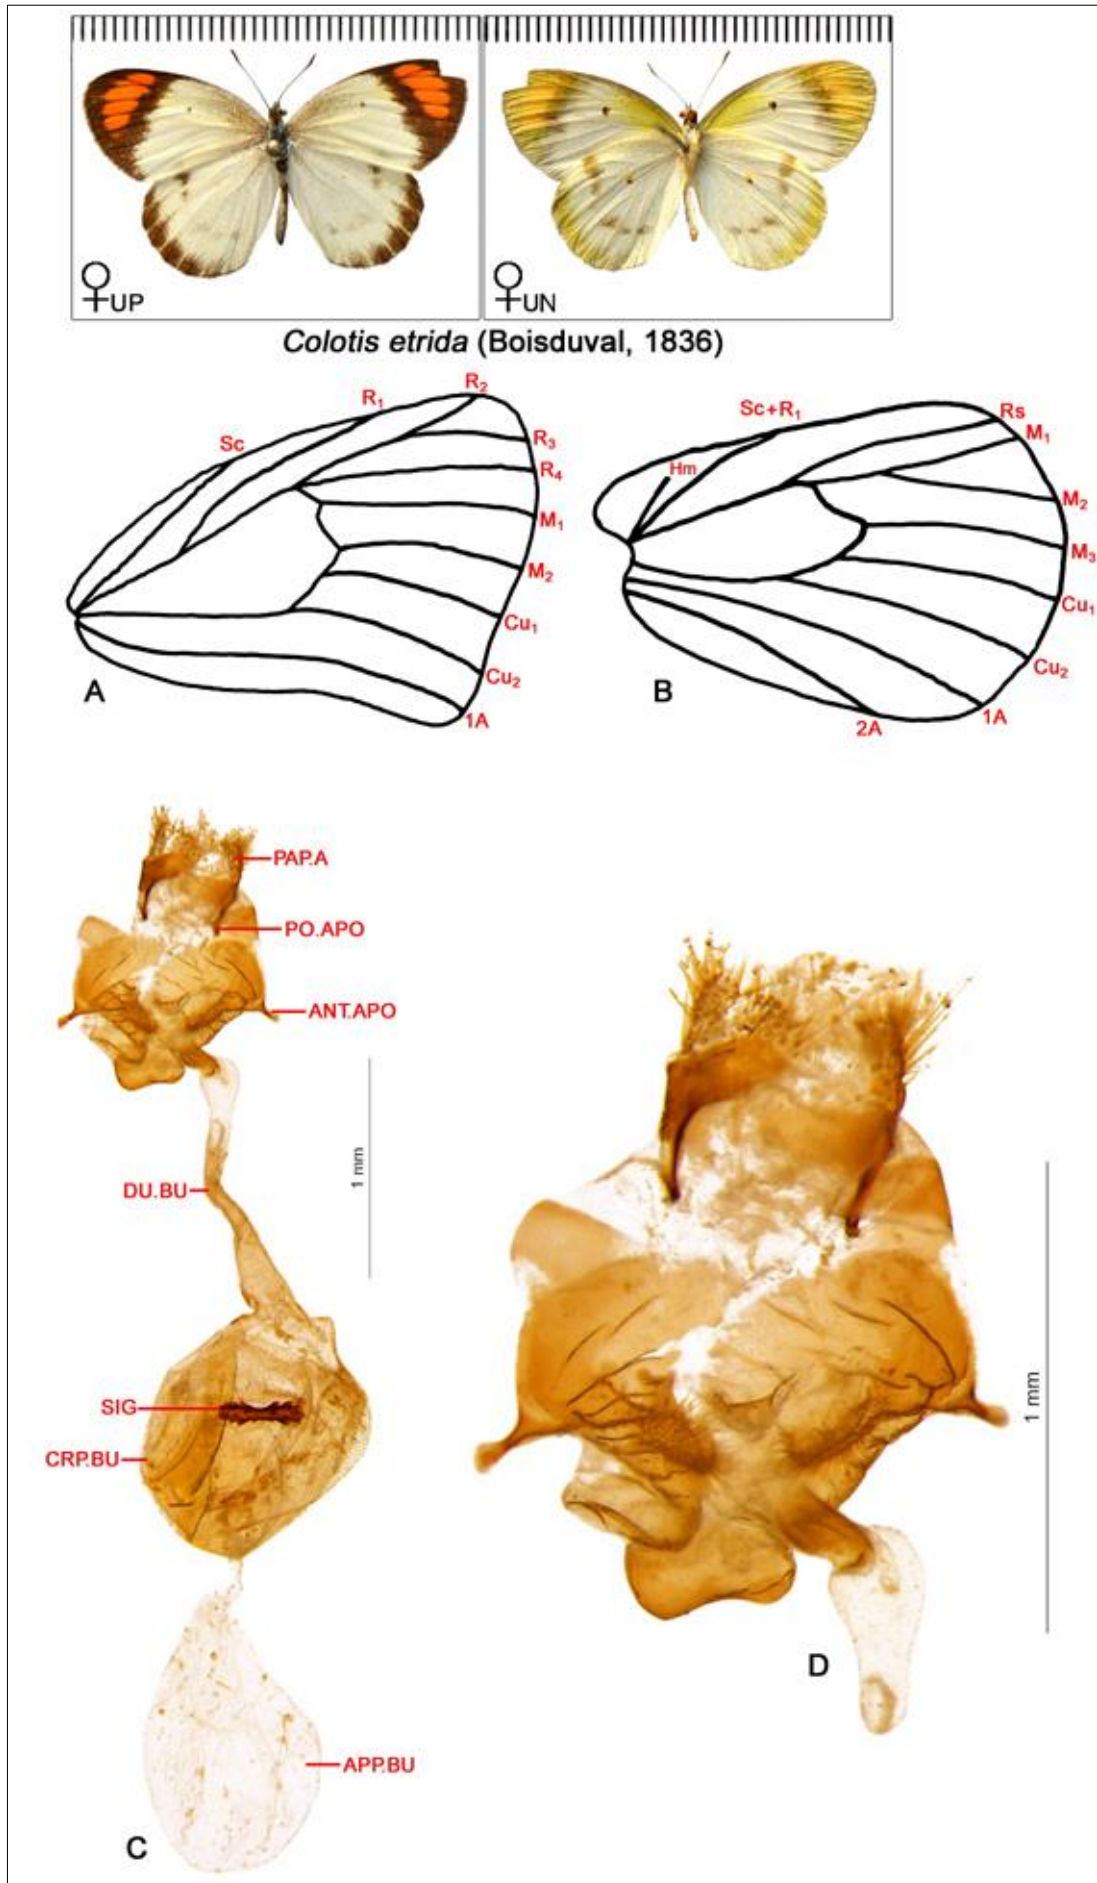 ♀UP
♀UN
Colotis etrida (Boisduval, 1836)
Sc
R1
R2
R3
R4
M1
M2
Cu1
Cu2
1A
A
Sc+R1
Hm
Rs
M1
M2
M3
Cu1
Cu2
1A
2A
B
PAP.A
PO.APO
ANT.APO
1 mm
DU.BU
SIG
CRP.BU
APP.BU
C
1 mm
D